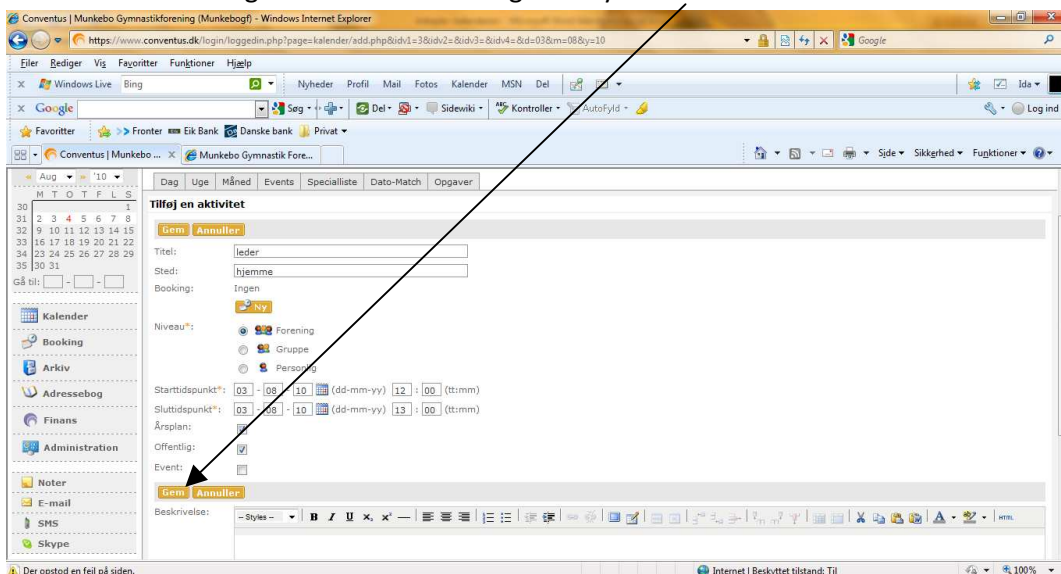 Conventus | Munkebo Gymnastikforening (Munkebogf) - Windows Internet Explorer
https://www.conventus.dk/login/loggedin.php?page=kalender/add.php&idv1=3&idv2=&idv3=&idv4=&d=03&m=08&y=10
Google
Filer Rediger Vis Favoritter Funktioner Hjælp
x Windows Live Bing Nyheder Profil Mail Fotos Kalender MSN Del Ida
x Google Søg Del Sidewiki Kontroller AutoFyld Log ind
Favoritter >> Fronter Eik Bank Danske bank Privat
Conventus | Munkebo ... X Munkebo Gymnastik Fore... Side Sikkerhed Funktioner
« Aug » '10
M T O T F L S
30 1
31 2 3 4 5 6 7 8
32 9 10 11 12 13 14 15
33 16 17 18 19 20 21 22
34 23 24 25 26 27 28 29
35 30 31
Gå til: - -
Kalender
Booking
Arkiv
Adressebog
Finans
Administration
Noter
E-mail
SMS
Skype
Dag Uge Måned Events Specialliste Dato-Match Opgaver
Tilføj en aktivitet
Gem Annuller
Titel: leder
Sted: hjemme
Booking: Ingen
Ny
Niveau*: Forening
Gruppe
Personlig
Starttidspunkt*: 03 - 08 - 10 (dd-mm-yy) 12 : 00 (tt:mm)
Sluttidspunkt*: 03 - 08 - 10 (dd-mm-yy) 13 : 00 (tt:mm)
Årsplan:
Offentlig:
Event:
Gem Annuller
Beskrivelse: -- Styles -- B I U x, x² HTML
Der opstod en fejl på siden. Internet | Beskyttet tilstand: Til 100%